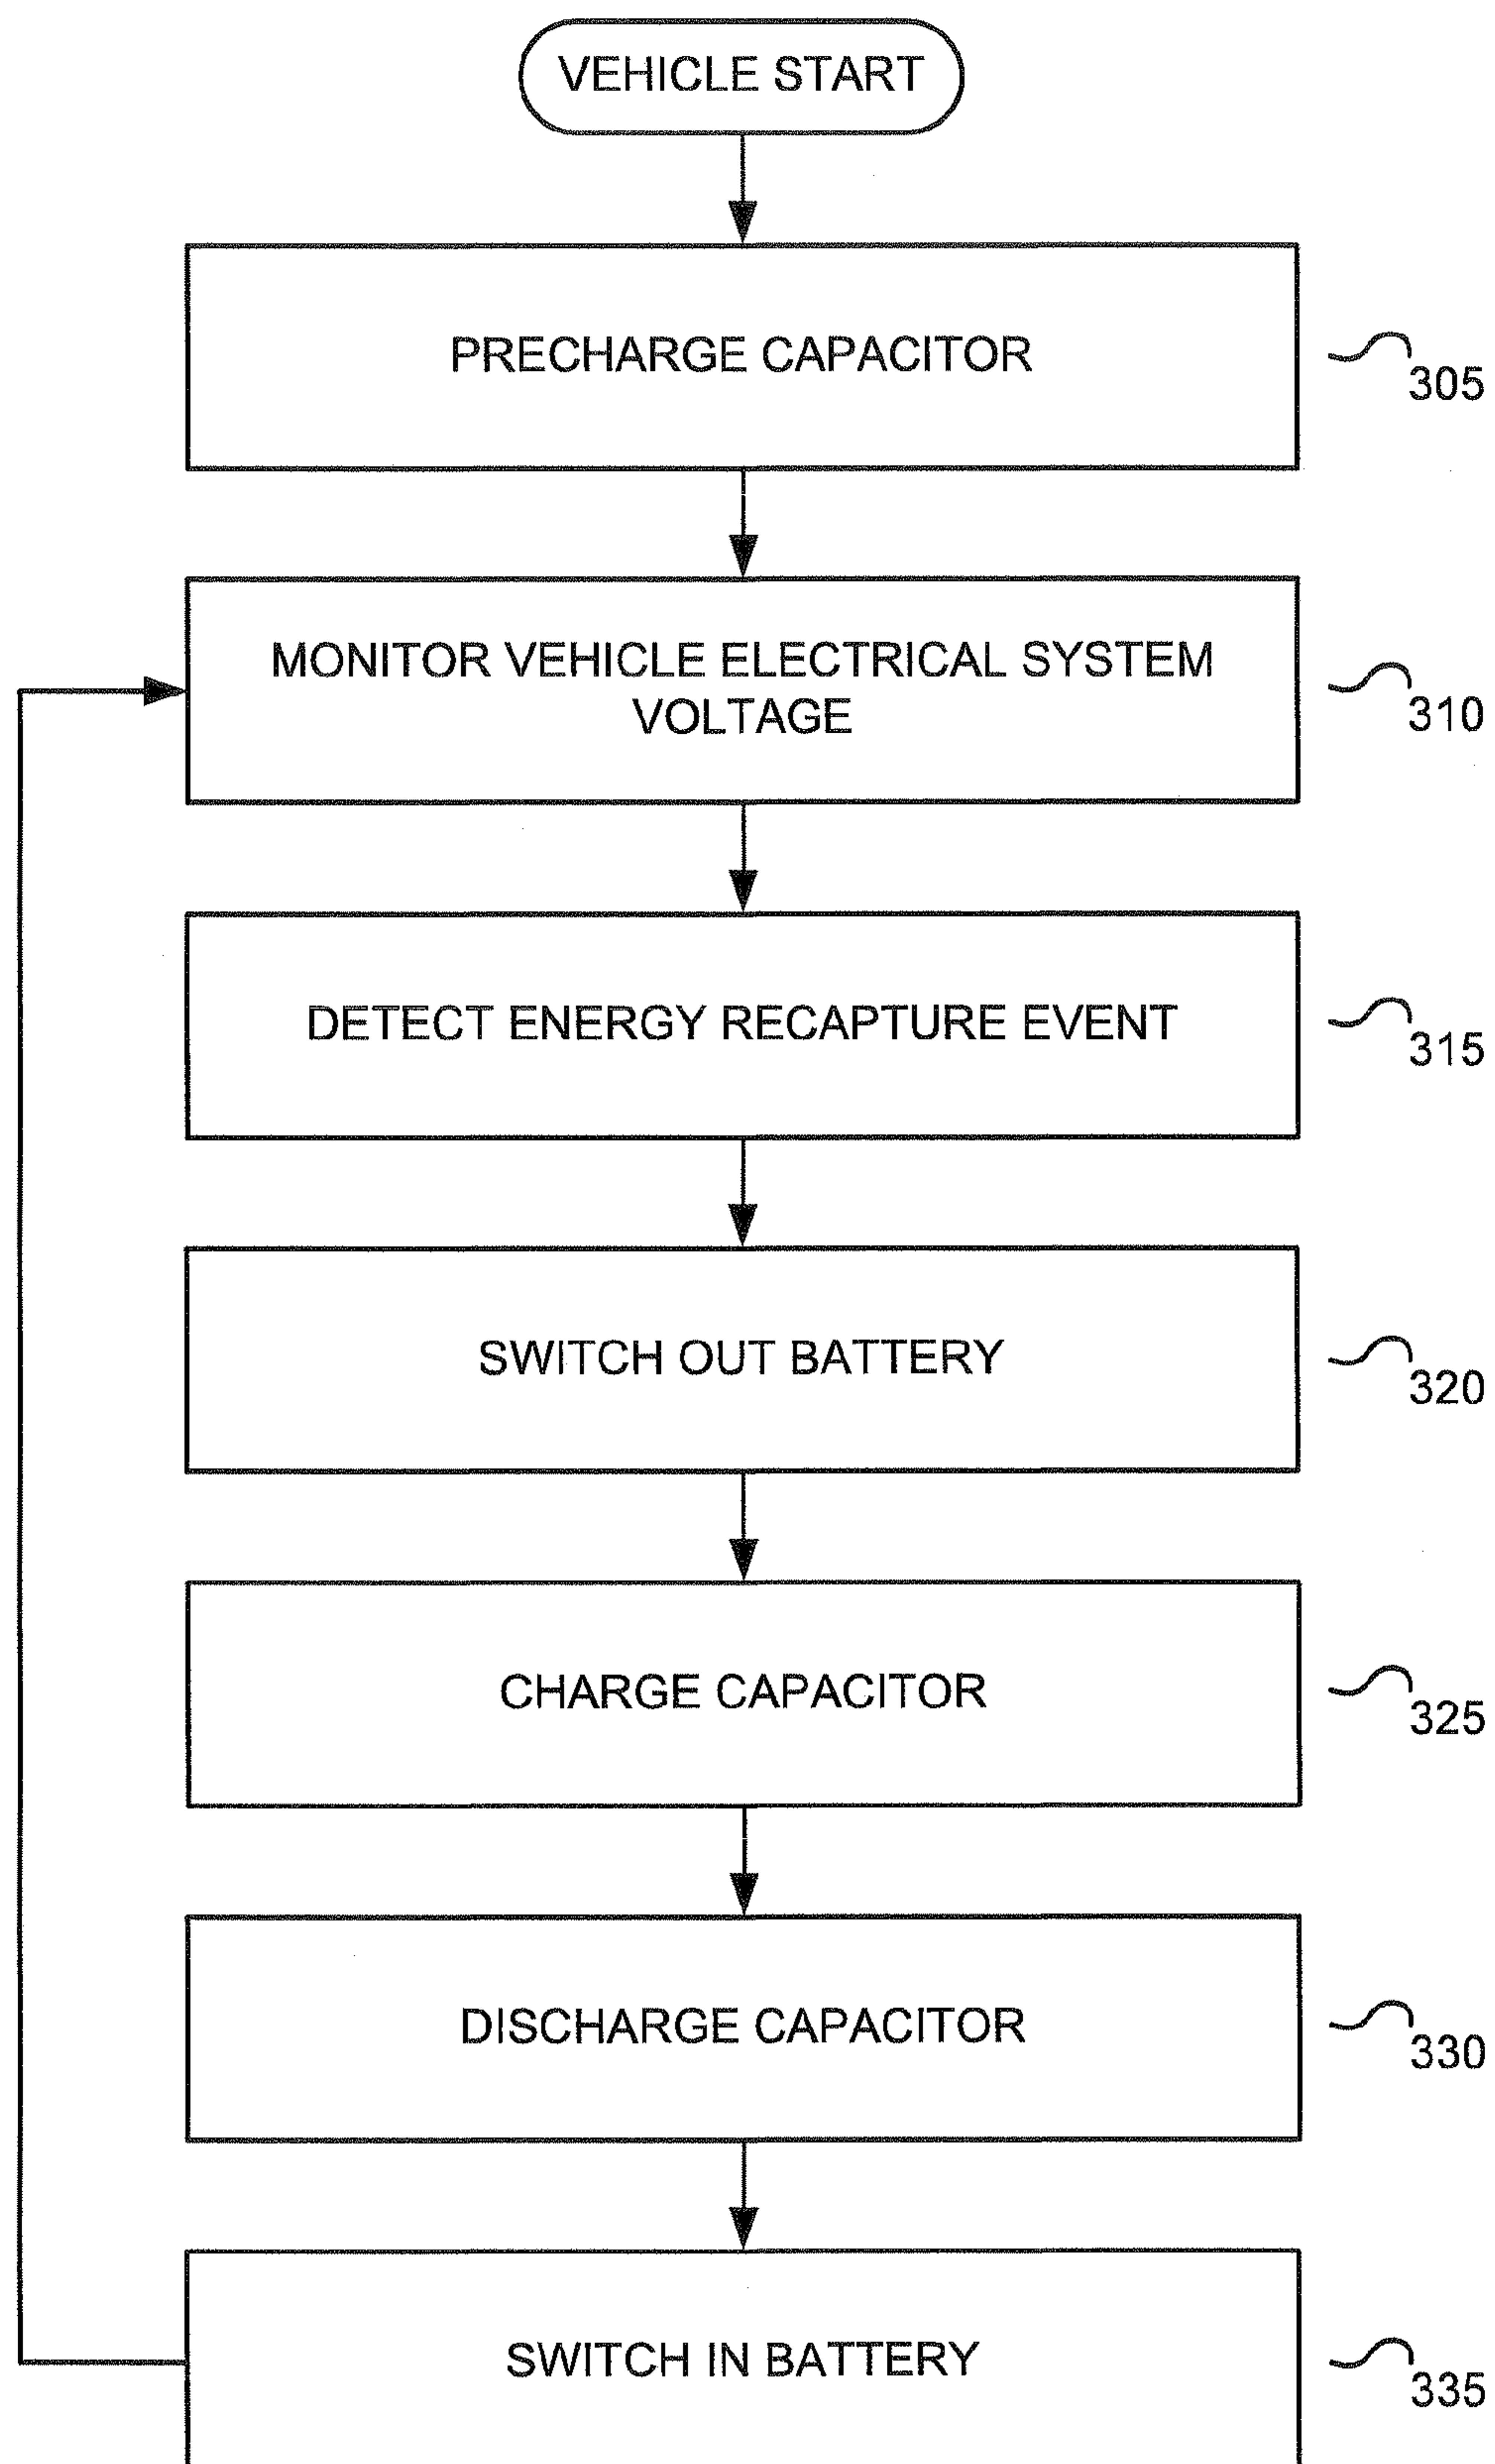 VEHICLE START
PRECHARGE CAPACITOR
305
MONITOR VEHICLE ELECTRICAL SYSTEM
VOLTAGE
310
DETECT ENERGY RECAPTURE EVENT
315
SWITCH OUT BATTERY
320
CHARGE CAPACITOR
325
DISCHARGE CAPACITOR
330
SWITCH IN BATTERY
335